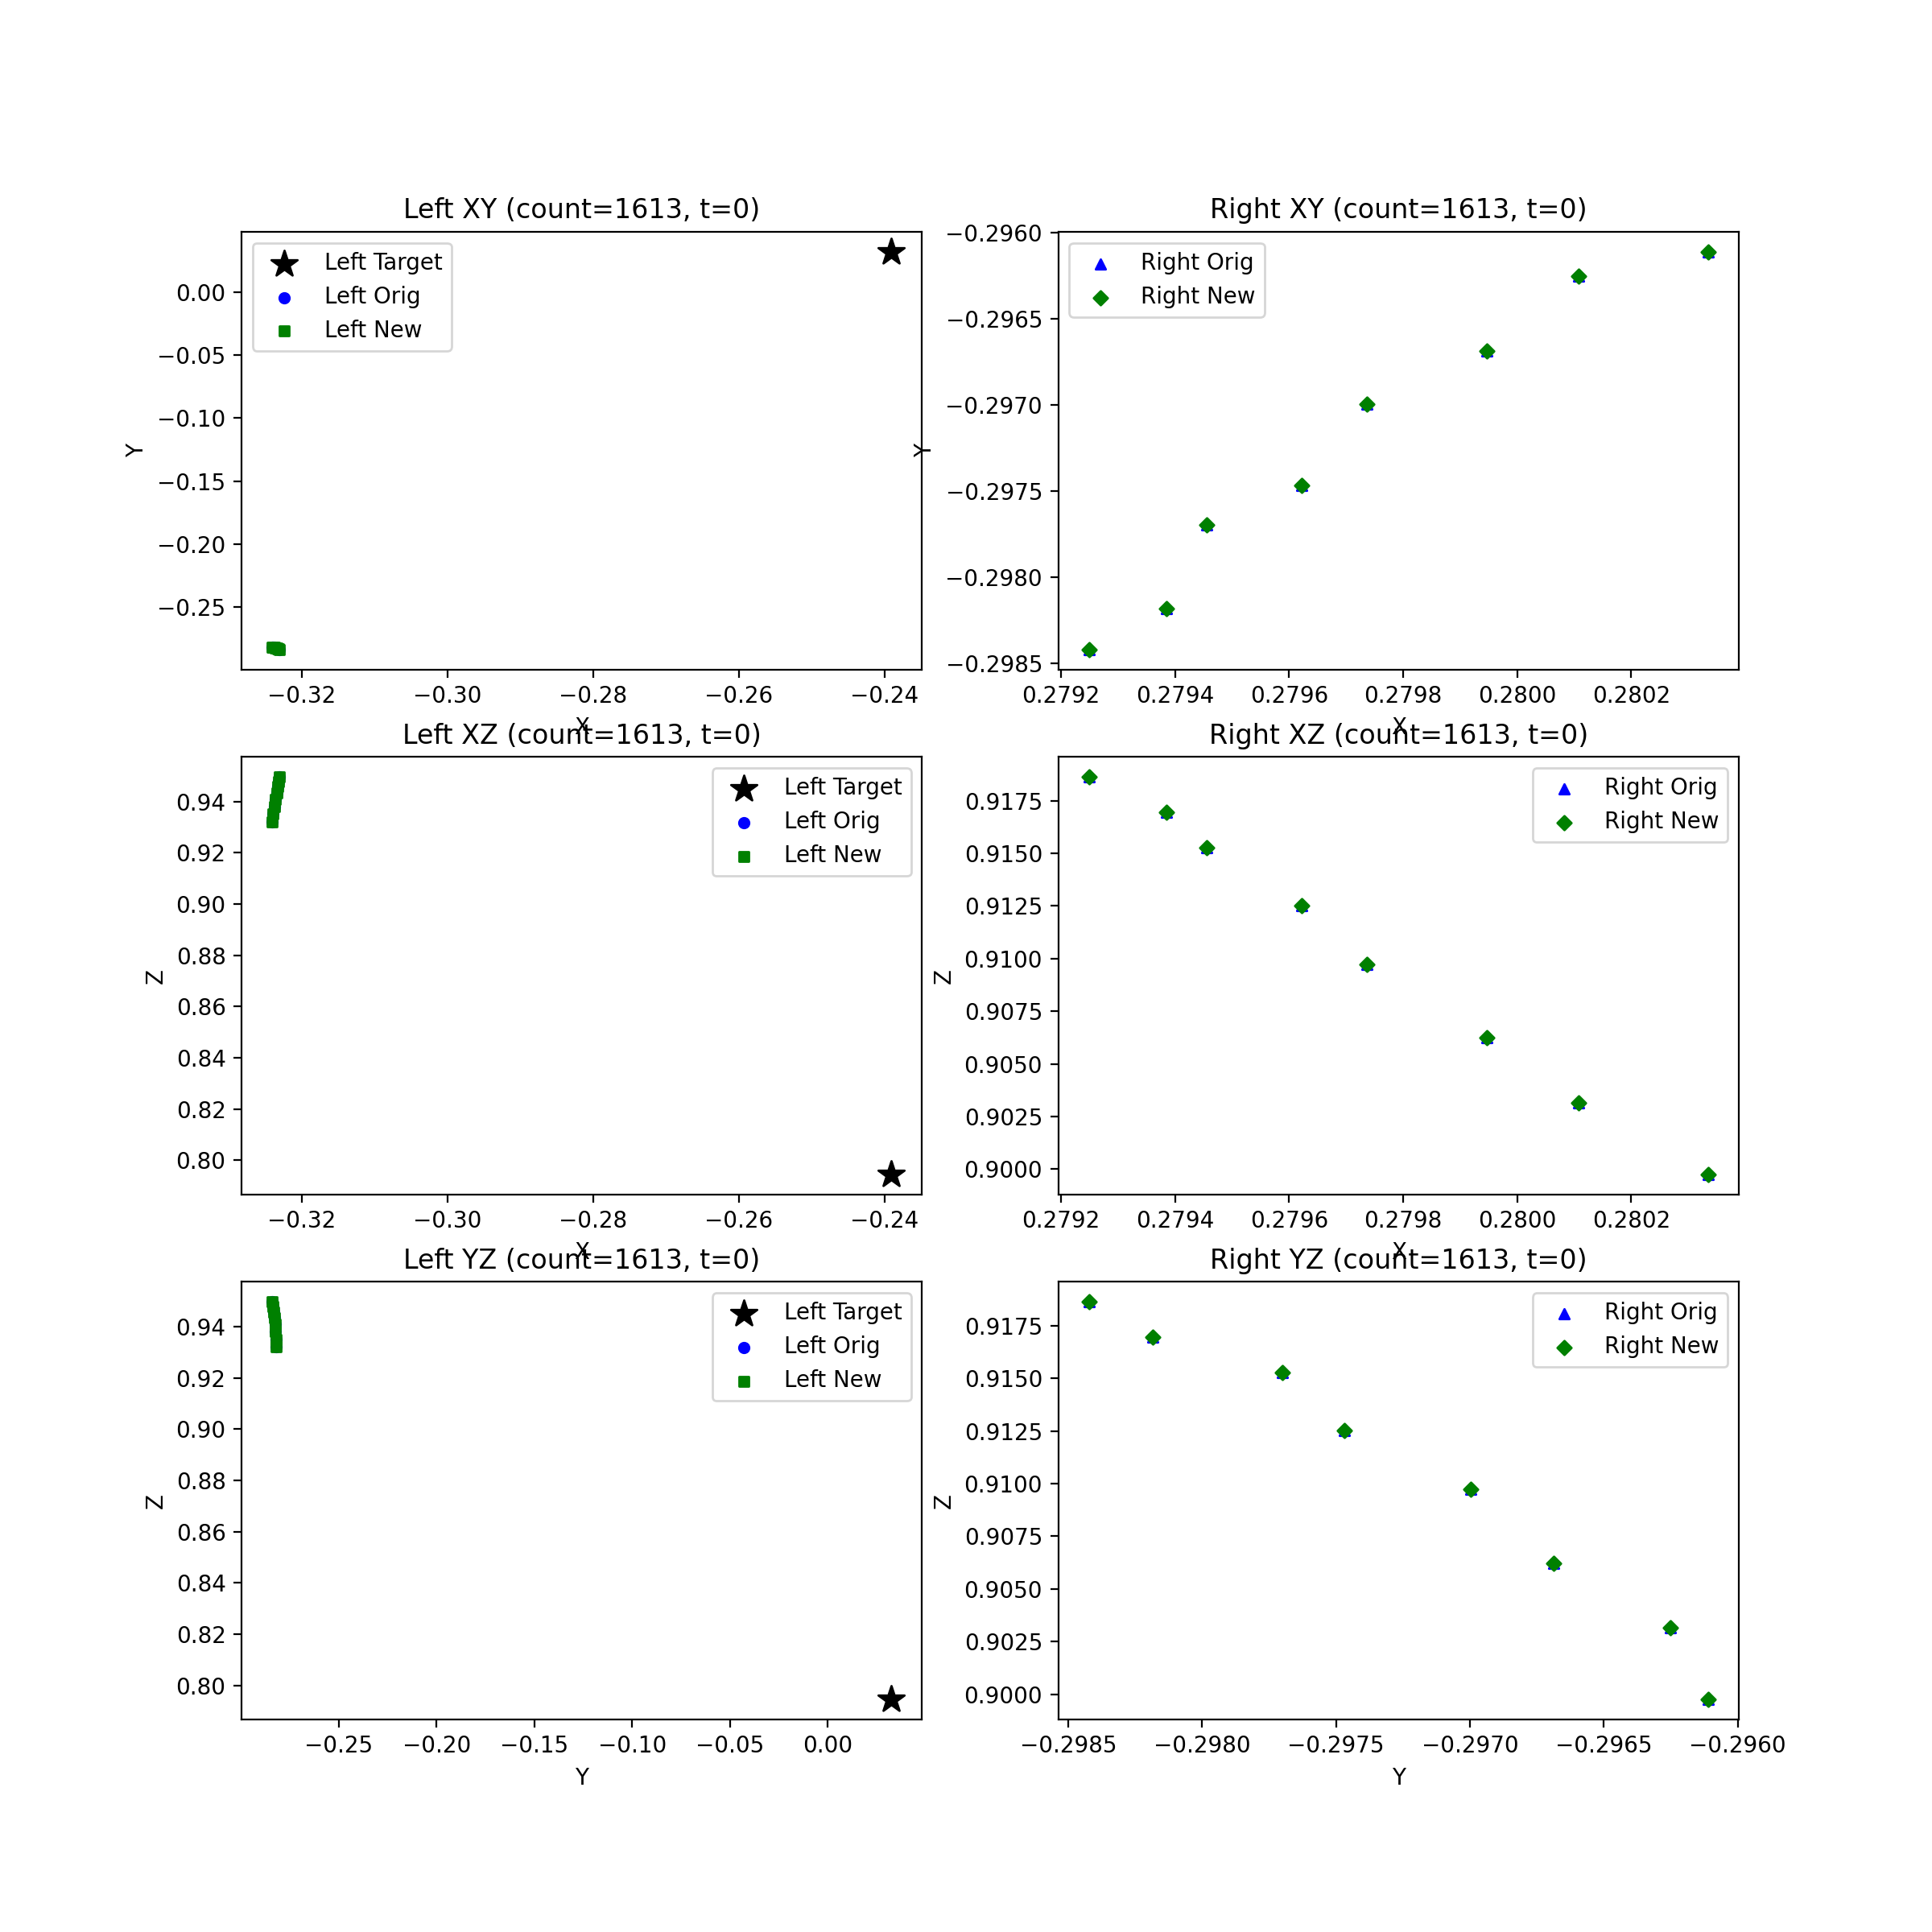 Left XY (count=1613, t=0)
Left Target
Left Orig
Left New
0.00
−0.05
−0.10
−0.15
−0.20
−0.25
Y
−0.32
−0.30
−0.28
−0.26
−0.24
X
Right XY (count=1613, t=0)
Right Orig
Right New
−0.2960
−0.2965
−0.2970
−0.2975
−0.2980
−0.2985
Y
0.2792
0.2794
0.2796
0.2798
0.2800
0.2802
X
Left XZ (count=1613, t=0)
Left Target
Left Orig
Left New
0.94
0.92
0.90
0.88
0.86
0.84
0.82
0.80
Z
−0.32
−0.30
−0.28
−0.26
−0.24
X
Right XZ (count=1613, t=0)
Right Orig
Right New
0.9175
0.9150
0.9125
0.9100
0.9075
0.9050
0.9025
0.9000
Z
0.2792
0.2794
0.2796
0.2798
0.2800
0.2802
X
Left YZ (count=1613, t=0)
Left Target
Left Orig
Left New
0.94
0.92
0.90
0.88
0.86
0.84
0.82
0.80
Z
−0.25
−0.20
−0.15
−0.10
−0.05
0.00
Y
Right YZ (count=1613, t=0)
Right Orig
Right New
0.9175
0.9150
0.9125
0.9100
0.9075
0.9050
0.9025
0.9000
Z
−0.2985
−0.2980
−0.2975
−0.2970
−0.2965
−0.2960
Y